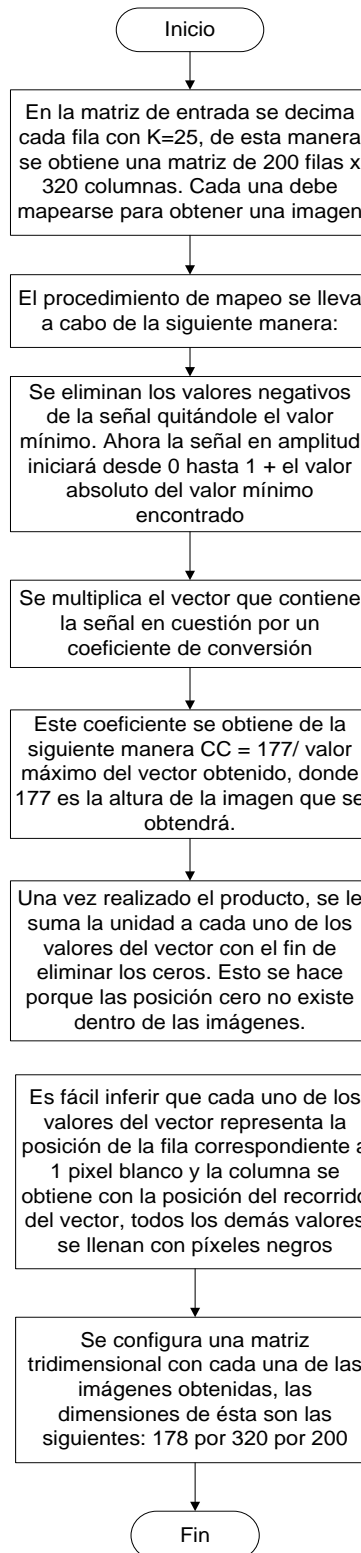 Inicio
En la matriz de entrada se decima
cada fila con K=25, de esta manera
se obtiene una matriz de 200 filas x
320 columnas. Cada una debe
mapearse para obtener una imagen
El procedimiento de mapeo se lleva
a cabo de la siguiente manera:
Se eliminan los valores negativos
de la señal quitándole el valor
mínimo. Ahora la señal en amplitud
iniciará desde 0 hasta 1 + el valor
absoluto del valor mínimo
encontrado
Se multiplica el vector que contiene
la señal en cuestión por un
coeficiente de conversión
Este coeficiente se obtiene de la
siguiente manera CC = 177/ valor
máximo del vector obtenido, donde
177 es la altura de la imagen que se
obtendrá.
Una vez realizado el producto, se le
suma la unidad a cada uno de los
valores del vector con el fin de
eliminar los ceros. Esto se hace
porque las posición cero no existe
dentro de las imágenes.
Es fácil inferir que cada uno de los
valores del vector representa la
posición de la fila correspondiente a
1 pixel blanco y la columna se
obtiene con la posición del recorrido
del vector, todos los demás valores
se llenan con píxeles negros
Se configura una matriz
tridimensional con cada una de las
imágenes obtenidas, las
dimensiones de ésta son las
siguientes: 178 por 320 por 200
Fin